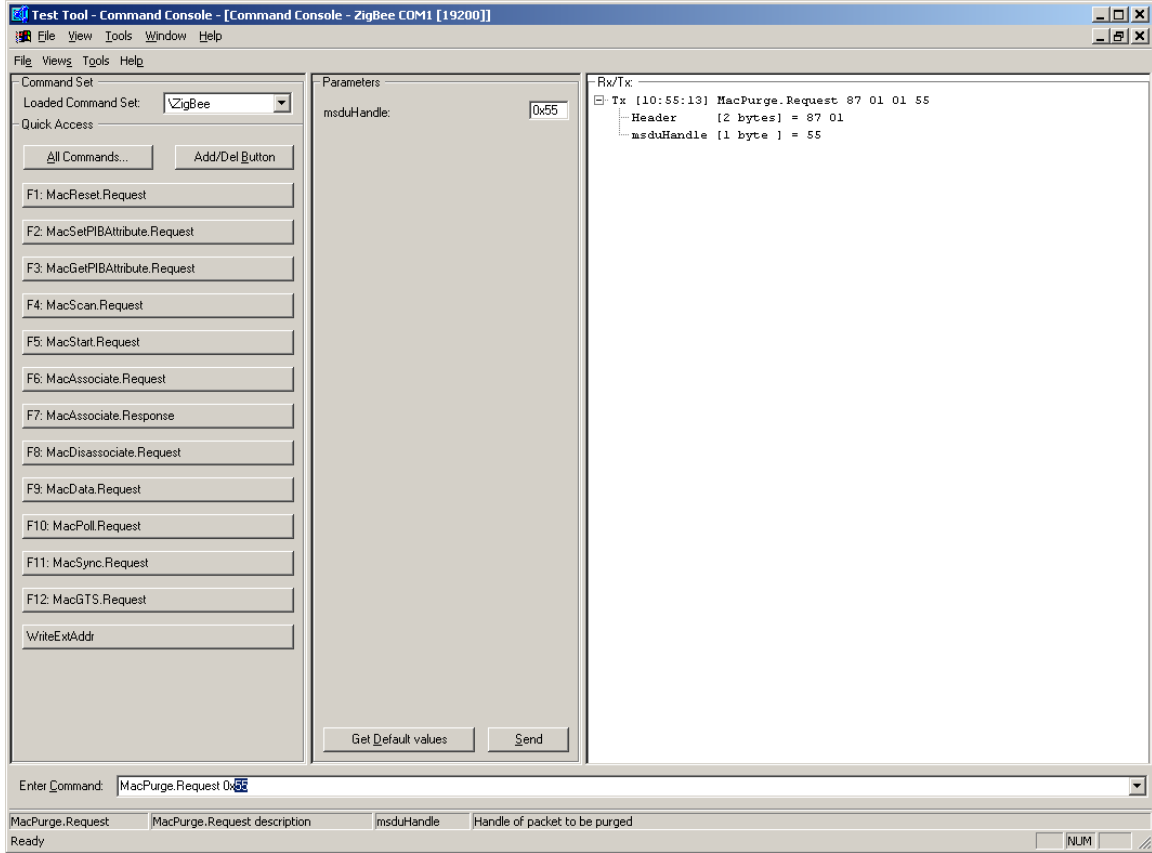 Test Tool - Command Console - [Command Console - ZigBee COM1 [19200]]
File View Tools Window Help
File Views Tools Help
Command Set
Loaded Command Set: \ZigBee
Quick Access
All Commands... Add/Del Button
F1: MacReset.Request
F2: MacSetPIBAttribute.Request
F3: MacGetPIBAttribute.Request
F4: MacScan.Request
F5: MacStart.Request
F6: MacAssociate.Request
F7: MacAssociate.Response
F8: MacDisassociate.Request
F9: MacData.Request
F10: MacPoll.Request
F11: MacSync.Request
F12: MacGTS.Request
WriteExtAddr
Parameters
msduHandle: 0x55
Get Default values Send
Rx/Tx:
Tx [10:55:13] MacPurge.Request 87 01 01 55
Header [2 bytes] = 87 01
msduHandle [1 byte ] = 55
Enter Command: MacPurge.Request 0x55
MacPurge.Request MacPurge.Request description msduHandle Handle of packet to be purged
Ready NUM